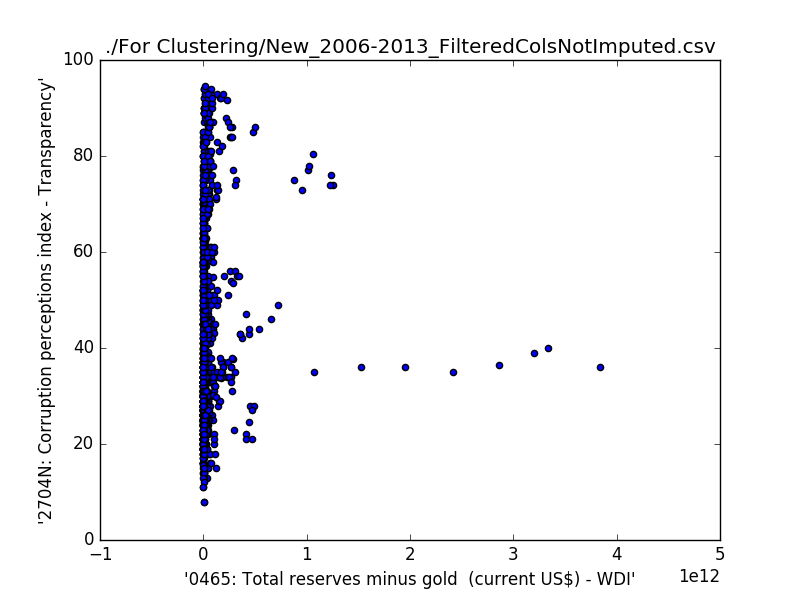 ./For Clustering/New_2006-2013_FilteredColsNotImputed.csv
100
80
60
40
20
0
'2704N: Corruption perceptions index - Transparency'
−1 0 1 2 3 4 5
1e12
'0465: Total reserves minus gold  (current US$) - WDI'